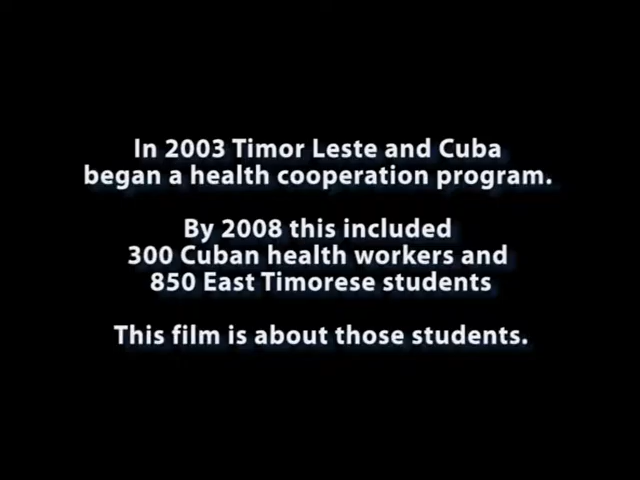 In 2003 Timor Leste and Cuba
began a health cooperation program.
By 2008 this included
300 Cuban health workers and
850 East Timorese students
This film is about those students.